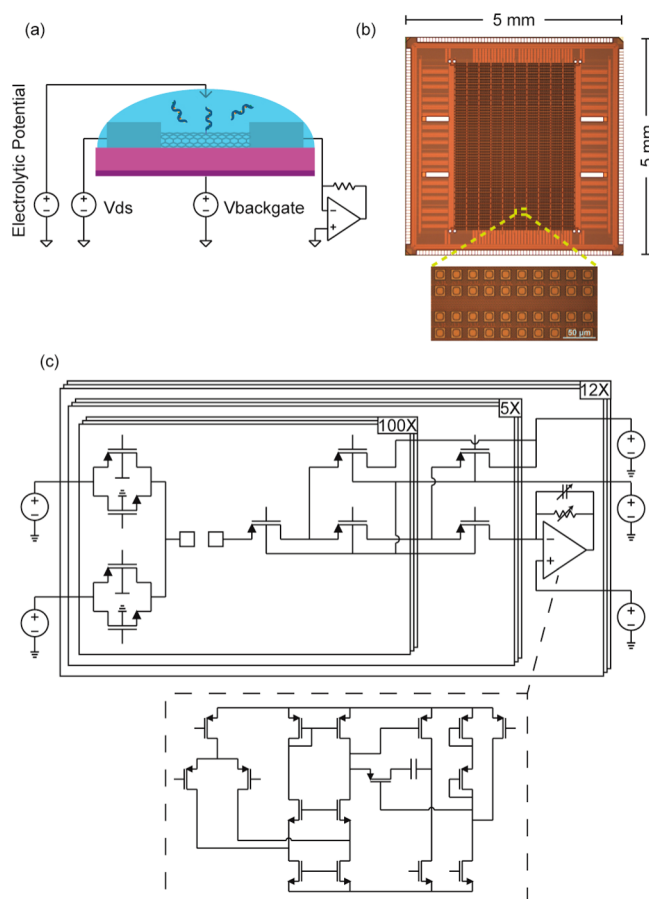 (a)
Electrolytic Potential
Vds
Vbackgate
(b)
5 mm
5 mm
50 µm
(c)
12X
5X
100X